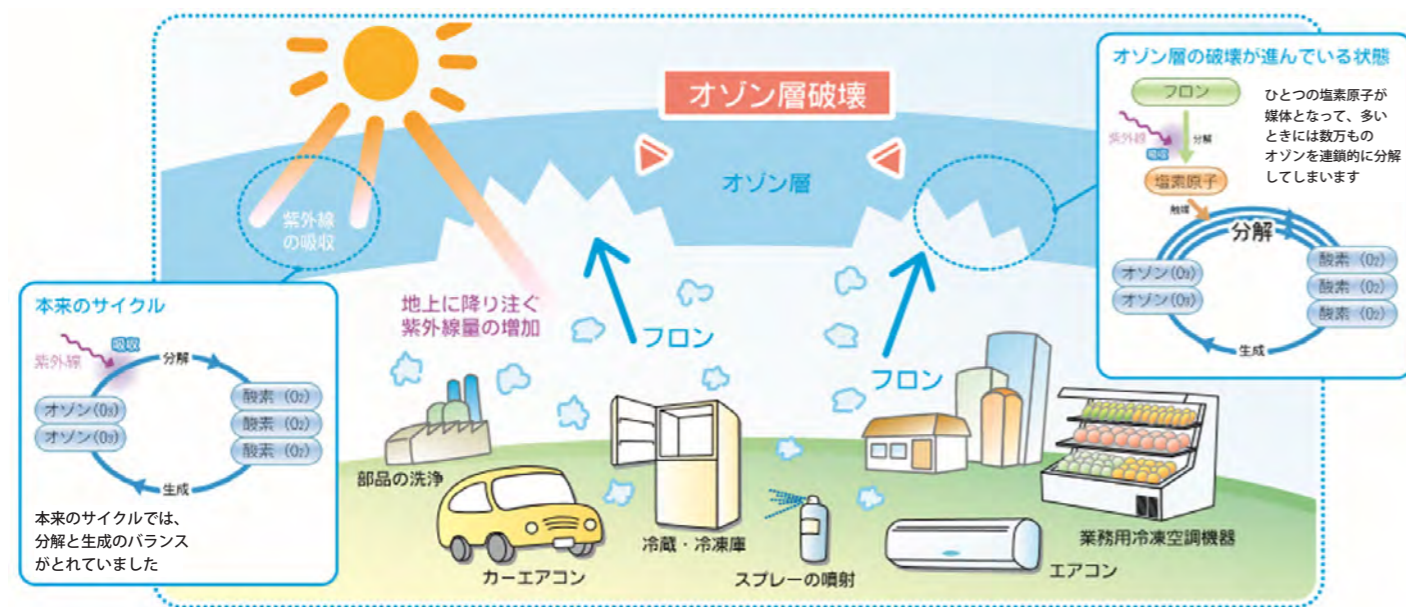 オゾン層破壊
オゾン層
紫外線
の吸収
地上に降り注ぐ
紫外線量の増加
フロン
フロン
部品の洗浄
カーエアコン
冷蔵・冷凍庫
スプレーの噴射
エアコン
業務用冷凍空調機器
本来のサイクル
紫外線
吸収
分解
オゾン(O₃)
オゾン(O₃)
酸素(O₂)
酸素(O₂)
酸素(O₂)
生成
本来のサイクルでは、
分解と生成のバランス
がとれていました
オゾン層の破壊が進んでいる状態
フロン
紫外線
吸収
分解
塩素原子
触媒
ひとつの塩素原子が
媒体となって、多い
ときには数万もの
オゾンを連鎖的に分解
してしまいます
分解
オゾン(O₃)
オゾン(O₃)
酸素(O₂)
酸素(O₂)
酸素(O₂)
生成